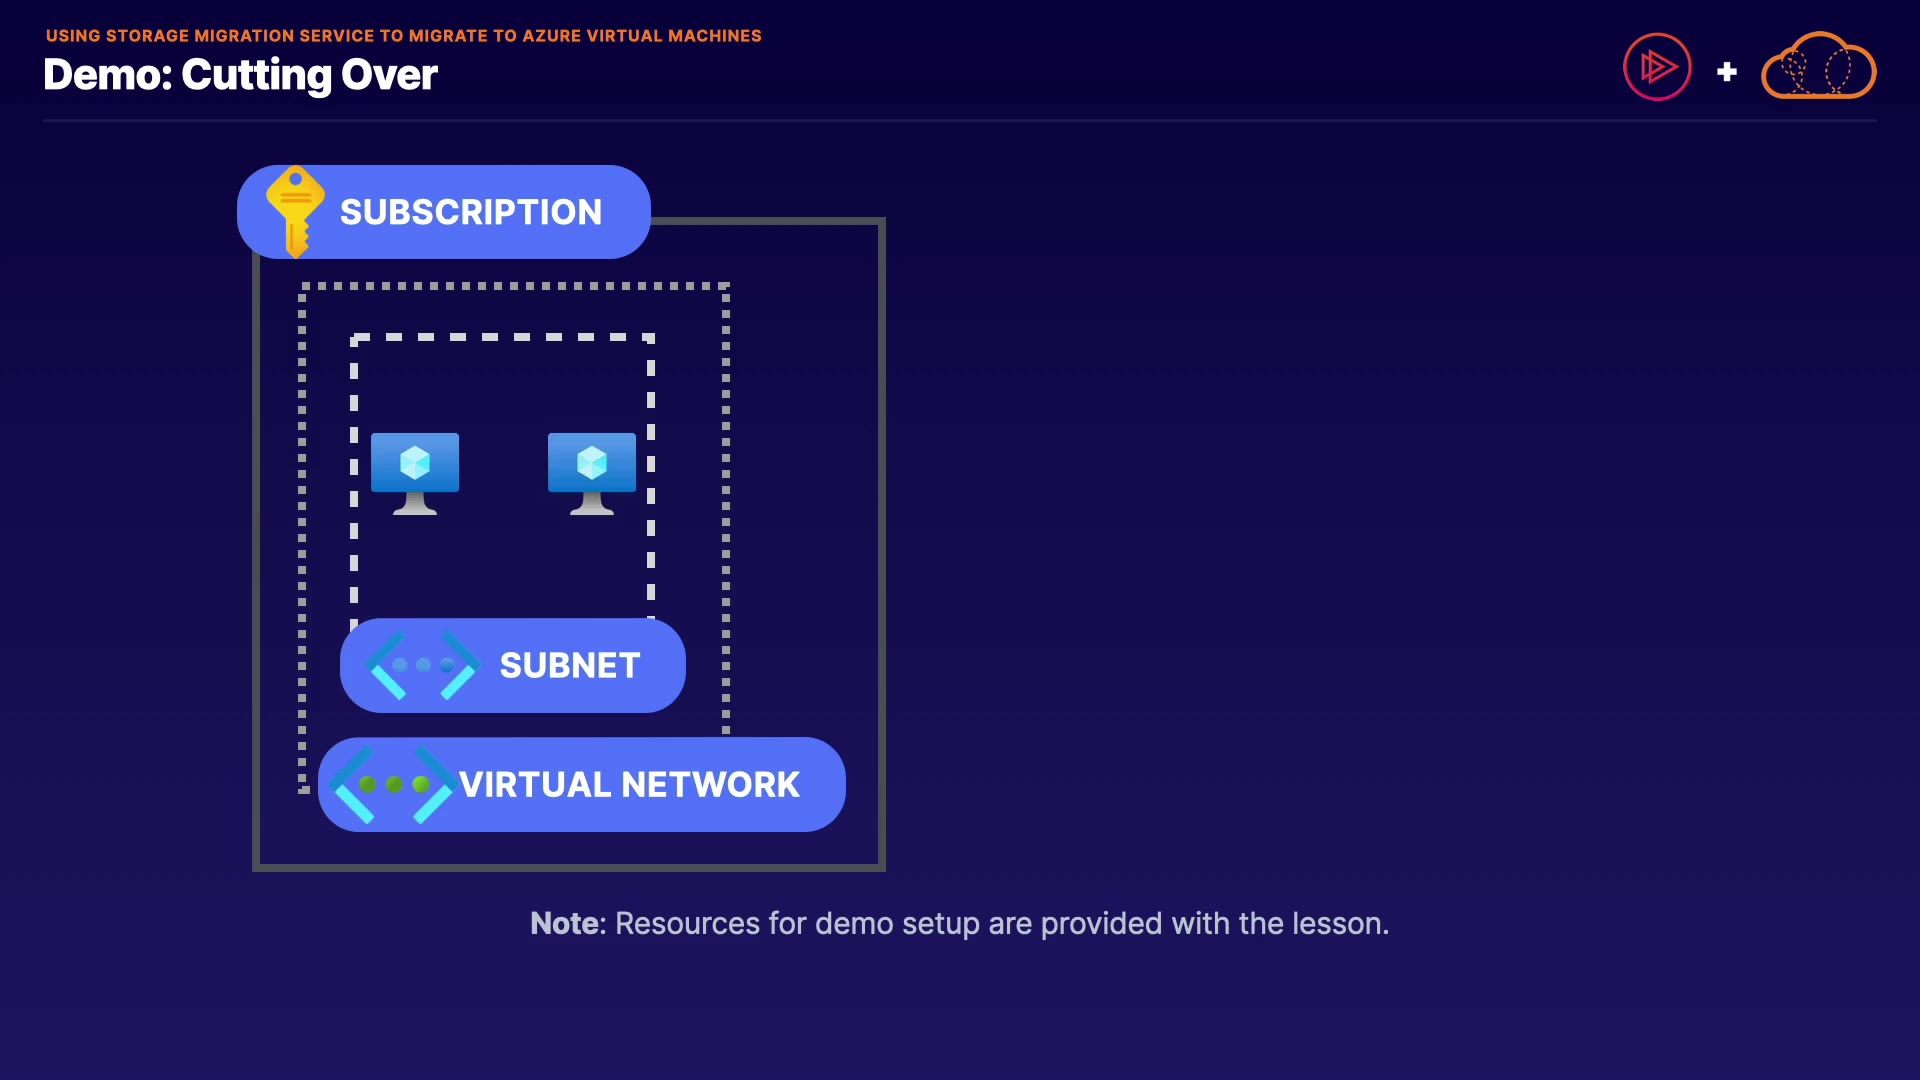 USING STORAGE MIGRATION SERVICE TO MIGRATE TO AZURE VIRTUAL MACHINES
Demo: Cutting Over
SUBSCRIPTION
SUBNET
VIRTUAL NETWORK
Note: Resources for demo setup are provided with the lesson.